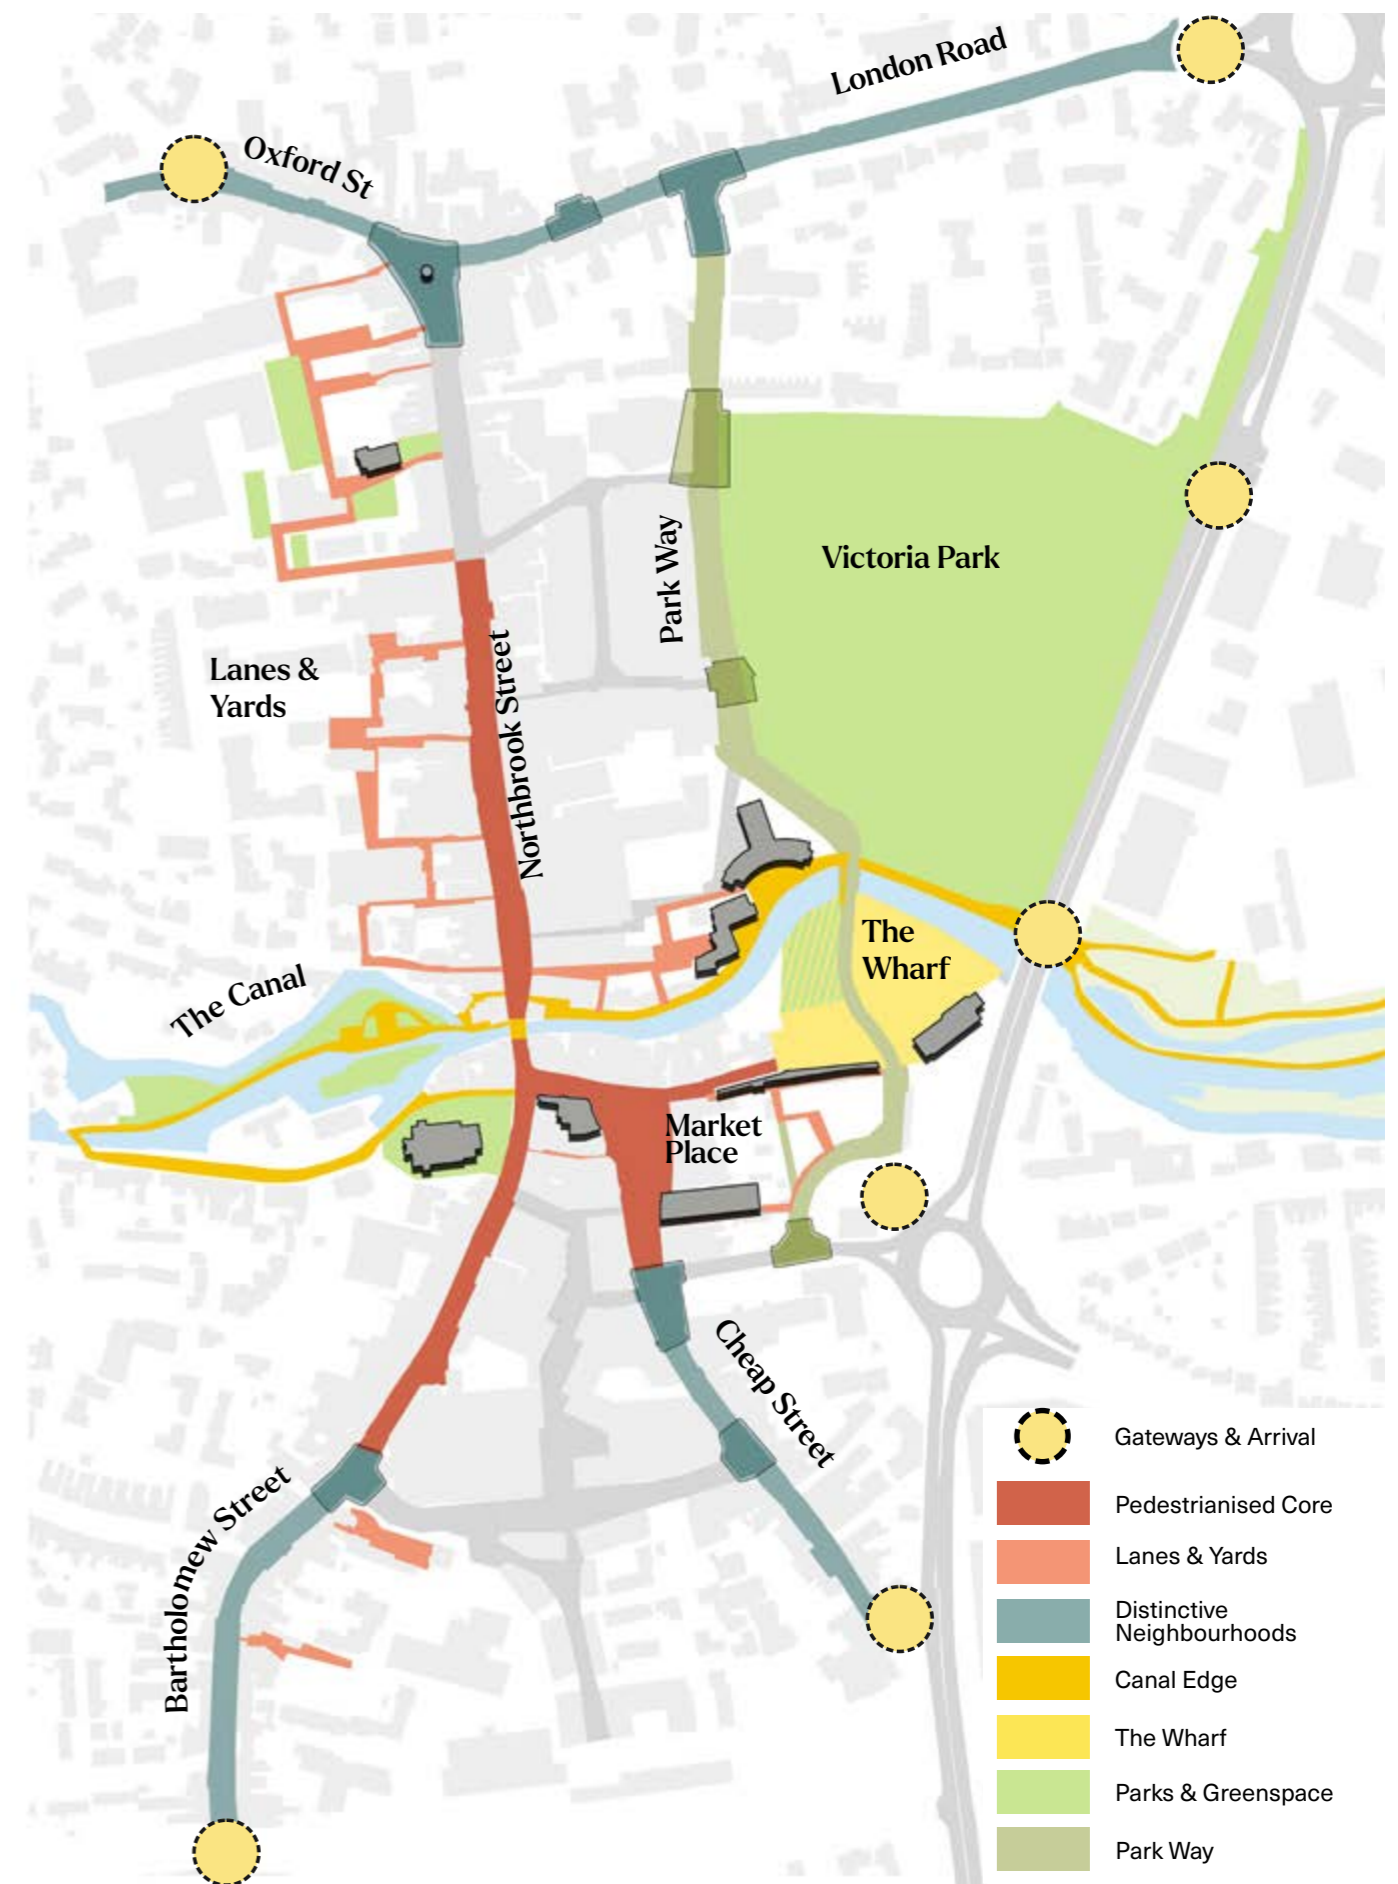 London Road
Oxford St
Park Way
Victoria Park
Lanes &
Yards
Northbrook Street
The
Wharf
The Canal
Market
Place
Cheap Street
Bartholomew Street
Gateways & Arrival
Pedestrianised Core
Lanes & Yards
Distinctive
Neighbourhoods
Canal Edge
The Wharf
Parks & Greenspace
Park Way